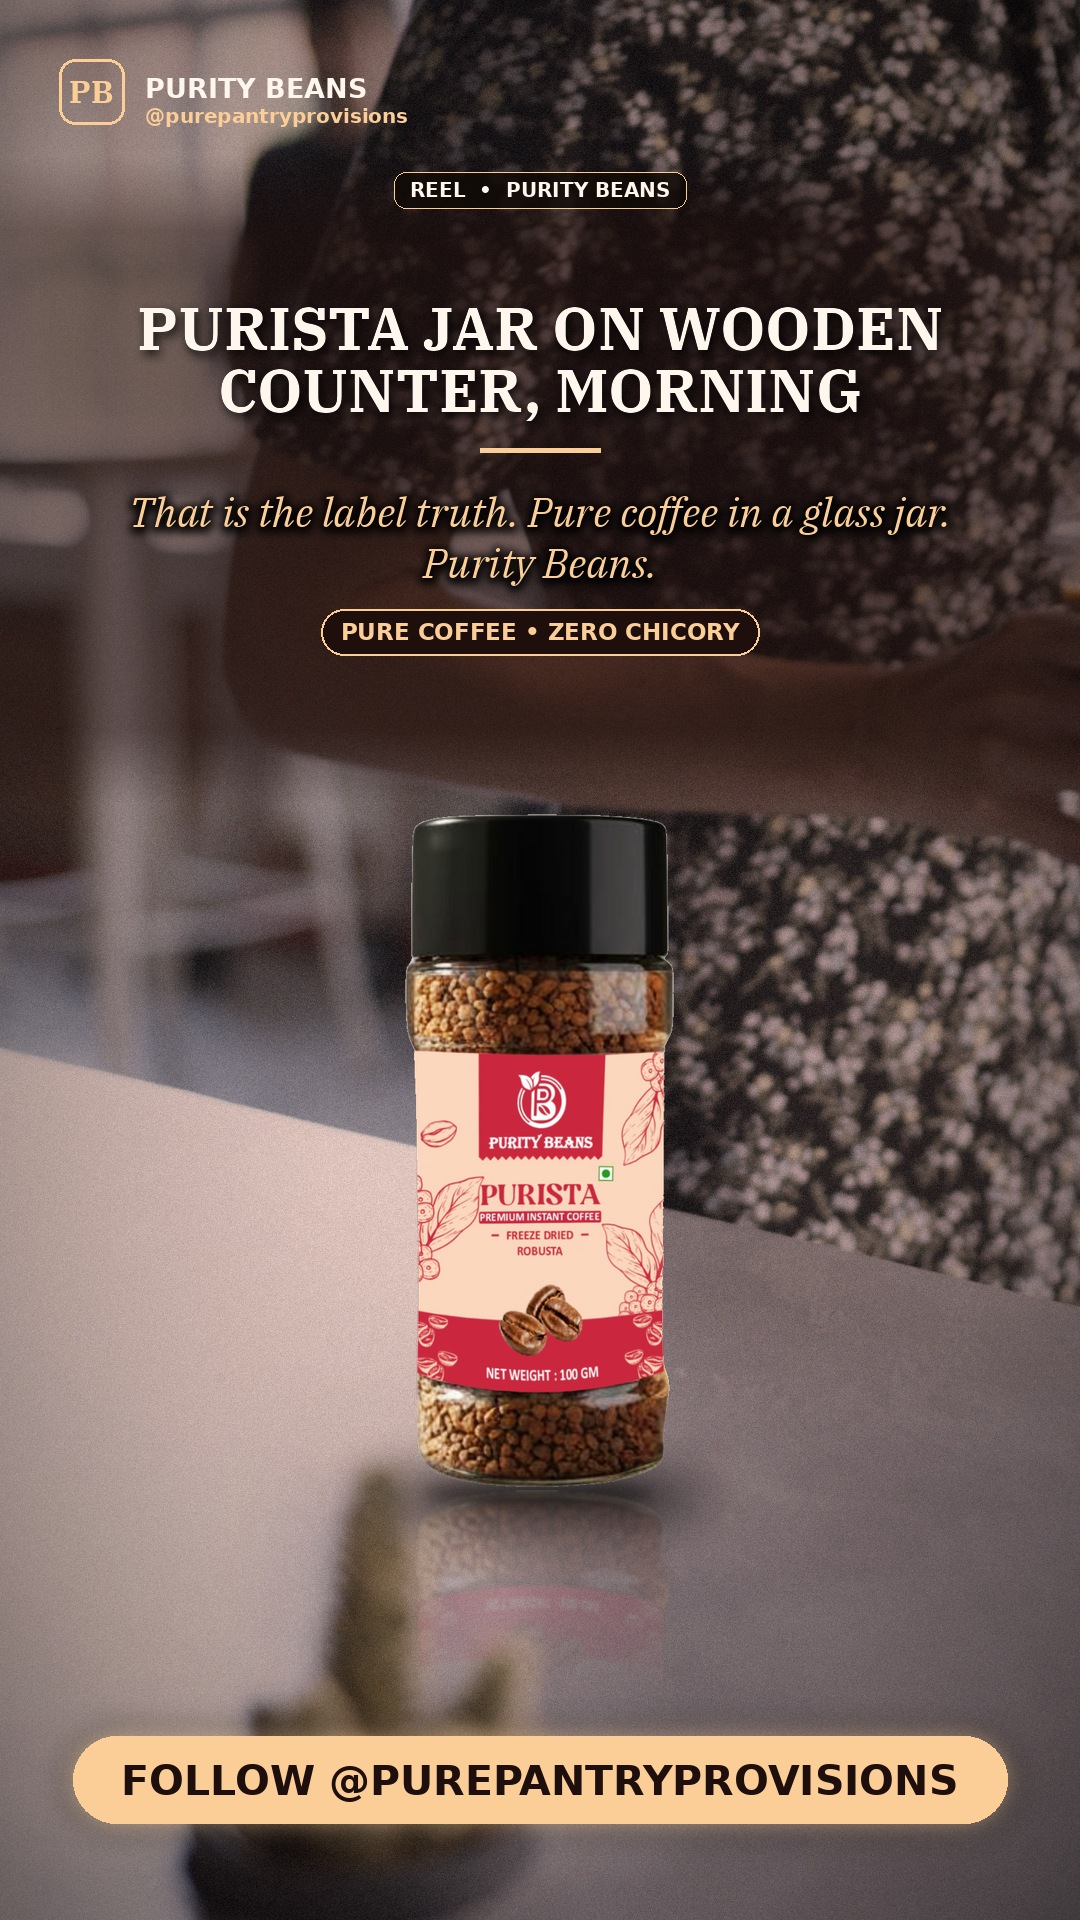 PB
PURITY BEANS
@purepantryprovisions
REEL • PURITY BEANS
PURISTA JAR ON WOODEN
COUNTER, MORNING
That is the label truth. Pure coffee in a glass jar.
Purity Beans.
PURE COFFEE • ZERO CHICORY
PURITY BEANS
PURISTA
PREMIUM INSTANT COFFEE
– FREEZE DRIED –
ROBUSTA
NET WEIGHT : 100 GM
FOLLOW @PUREPANTRYPROVISIONS